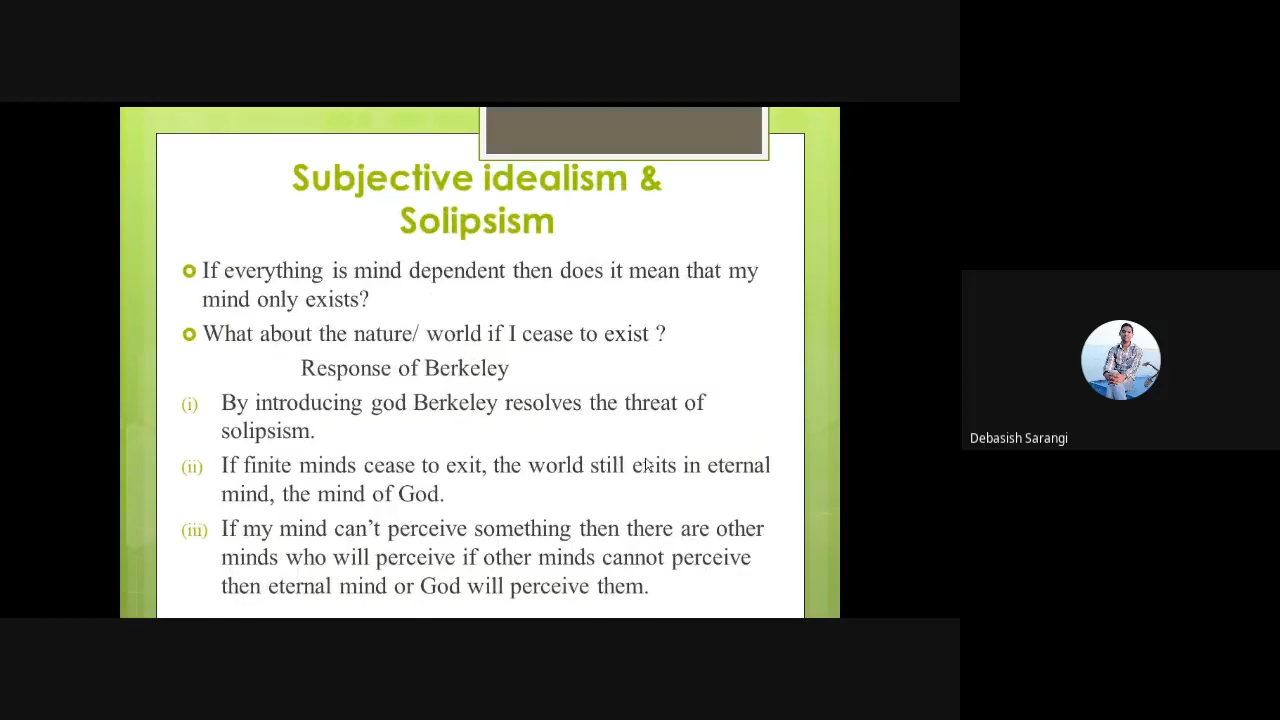 Subjective idealism &
Solipsism
If everything is mind dependent then does it mean that my
mind only exists?
What about the nature/ world if I cease to exist ?
Response of Berkeley
(i) By introducing god Berkeley resolves the threat of
solipsism.
(ii) If finite minds cease to exit, the world still exits in eternal
mind, the mind of God.
(iii) If my mind can’t perceive something then there are other
minds who will perceive if other minds cannot perceive
then eternal mind or God will perceive them.
Debasish Sarangi